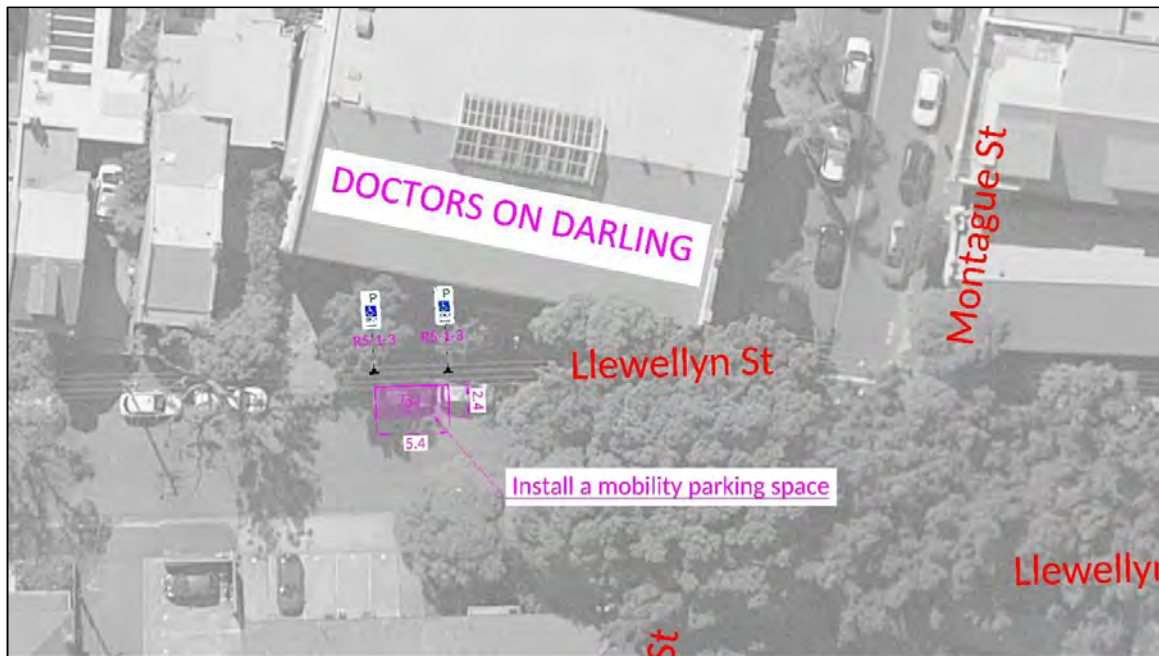 DOCTORS ON DARLING
Montague St
P
P
R5-1-3
R5-1-3
Llewellyn St
2.4
5.4
Install a mobility parking space
Llewellyn
St